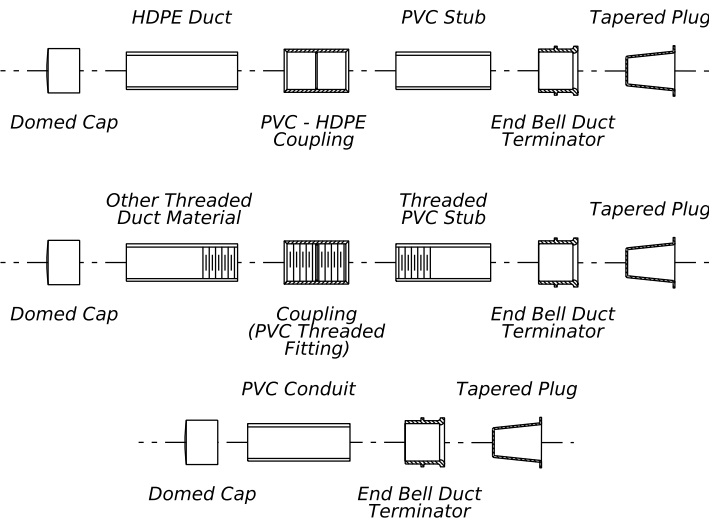 HDPE Duct
PVC Stub
Tapered Plug
Domed Cap
PVC - HDPE
Coupling
End Bell Duct
Terminator
Other Threaded
Duct Material
Threaded
PVC Stub
Tapered Plug
Domed Cap
Coupling
(PVC Threaded
Fitting)
End Bell Duct
Terminator
PVC Conduit
Tapered Plug
Domed Cap
End Bell Duct
Terminator